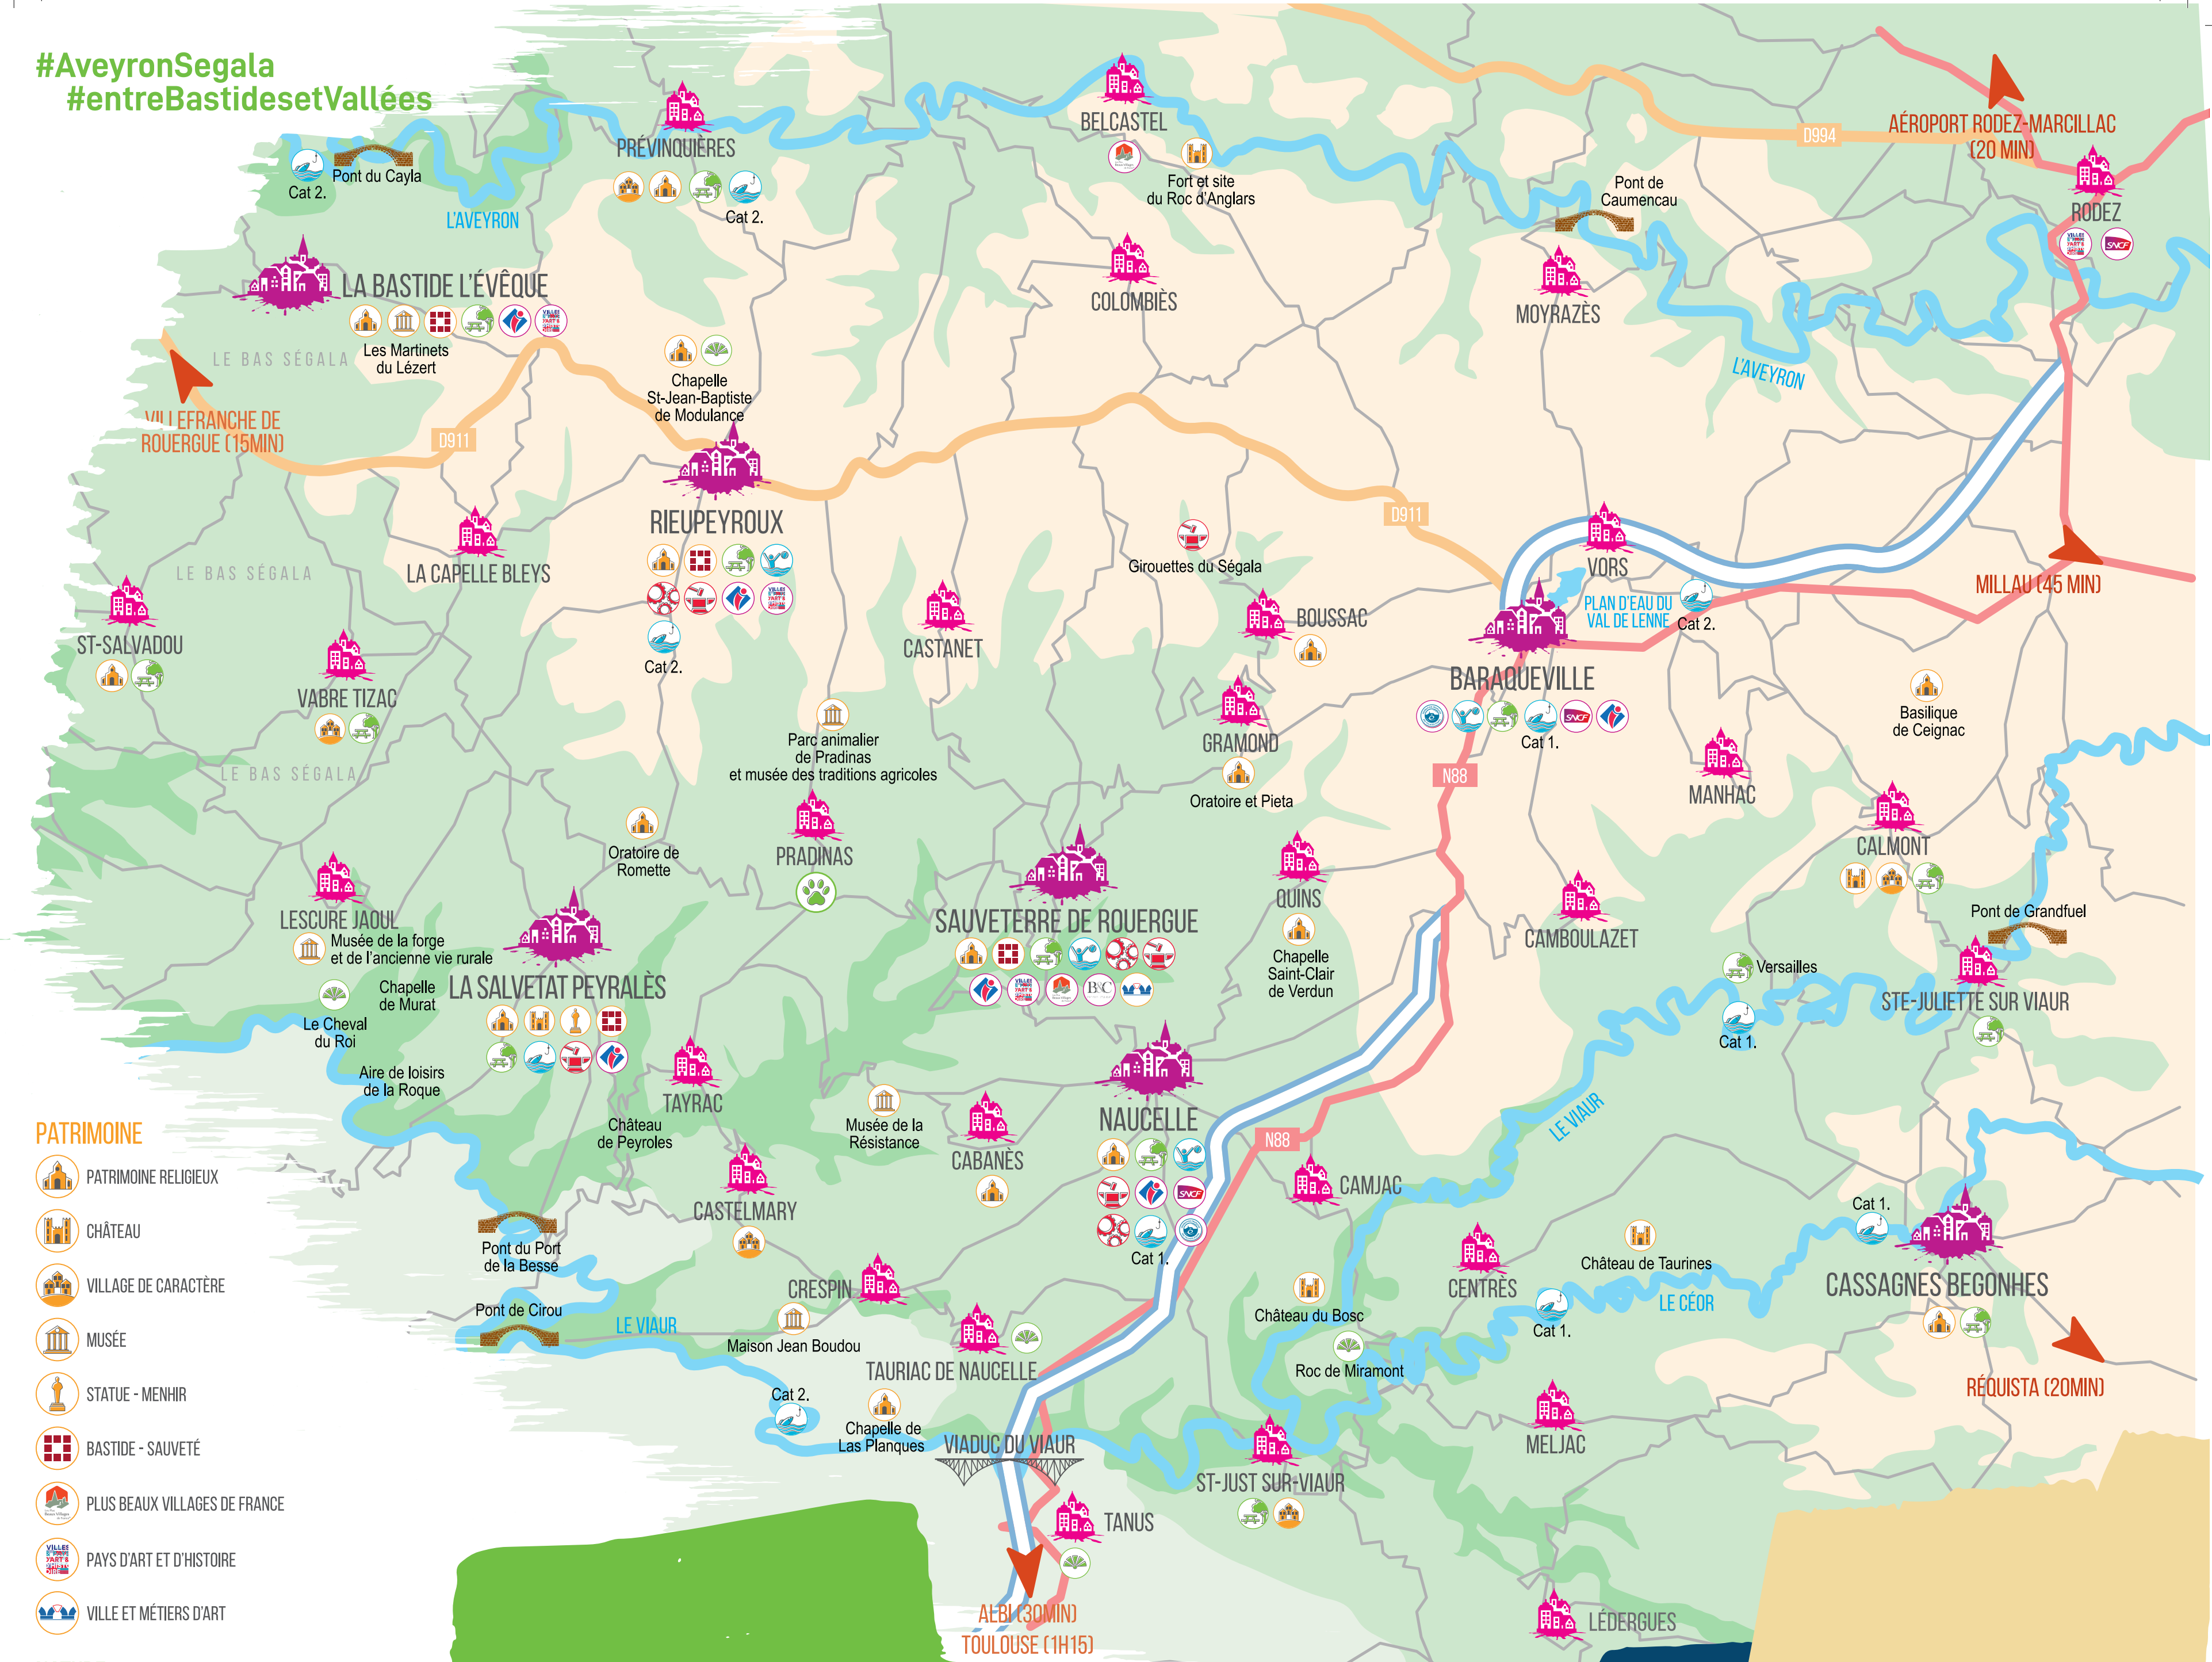 #AveyronSegala
#entreBastidesetVallées
Cat 2.
Pont du Cayla
L'AVEYRON
PRÉVINQUIÈRES
Cat 2.
BELCASTEL
Fort et site
du Roc d'Anglars
D994
AÉROPORT RODEZ-MARCILLAC
(20 MIN)
RODEZ
SNCF
Pont de
Caumencau
MOYRAZÈS
L'AVEYRON
COLOMBIÈS
LA BASTIDE L'ÉVÊQUE
Les Martinets
du Lézert
LE BAS SÉGALA
VILLEFRANCHE DE
ROUERGUE (15MIN)
D911
Chapelle
St-Jean-Baptiste
de Modulance
RIEUPEYROUX
Cat 2.
LA CAPELLE BLEYS
LE BAS SÉGALA
ST-SALVADOU
VABRE TIZAC
LE BAS SÉGALA
CASTANET
Girouettes du Ségala
BOUSSAC
D911
VORS
PLAN D'EAU DU
VAL DE LENNE
Cat 2.
MILLAU (45 MIN)
BARAQUEVILLE
SNCF
Cat 1.
N88
GRAMOND
Oratoire et Pieta
MANHAC
Basilique
de Ceignac
CALMONT
Parc animalier
de Pradinas
et musée des traditions agricoles
PRADINAS
Oratoire de
Romette
LESCURE JAOUL
Musée de la forge
et de l'ancienne vie rurale
Chapelle
de Murat
Le Cheval
du Roi
LA SALVETAT PEYRALÈS
SAUVETERRE DE ROUERGUE
B&C
QUINS
Chapelle
Saint-Clair
de Verdun
CAMBOULAZET
Pont de Grandfuel
Versailles
Cat 1.
STE-JULIETTE SUR VIAUR
Aire de loisirs
de la Roque
TAYRAC
Château
de Peyroles
Musée de la
Résistance
CABANÈS
NAUCELLE
SNCF
Cat 1.
N88
LE VIAUR
CAMJAC
CASTELMARY
Pont du Port
de la Besse
Pont de Cirou
LE VIAUR
CRESPIN
Maison Jean Boudou
TAURIAC DE NAUCELLE
Château du Bosc
Roc de Miramont
CENTRÈS
Cat 1.
Château de Taurines
LE CÉOR
Cat 1.
CASSAGNES BEGONHES
RÉQUISTA (20MIN)
Cat 2.
Chapelle de
Las Planques
VIADUC DU VIAUR
ST-JUST SUR-VIAUR
MELJAC
TANUS
LÉDERGUES
ALBI (30MIN)
TOULOUSE (1H15)
PATRIMOINE
PATRIMOINE RELIGIEUX
CHÂTEAU
VILLAGE DE CARACTÈRE
MUSÉE
STATUE - MENHIR
BASTIDE - SAUVETÉ
PLUS BEAUX VILLAGES DE FRANCE
PAYS D'ART ET D'HISTOIRE
VILLE ET MÉTIERS D'ART